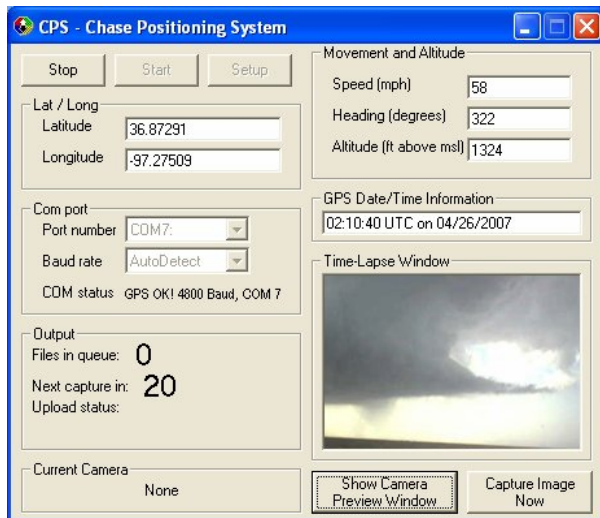 CPS - Chase Positioning System
Stop Start Setup
Lat / Long
Latitude 36.87291
Longitude -97.27509
Com port
Port number COM7:
Baud rate AutoDetect
COM status GPS OK! 4800 Baud, COM 7
Output
Files in queue: 0
Next capture in: 20
Upload status:
Current Camera
None
Movement and Altitude
Speed (mph) 58
Heading (degrees) 322
Altitude (ft above msl) 1324
GPS Date/Time Information
02:10:40 UTC on 04/26/2007
Time-Lapse Window
Show Camera
Preview Window
Capture Image
Now